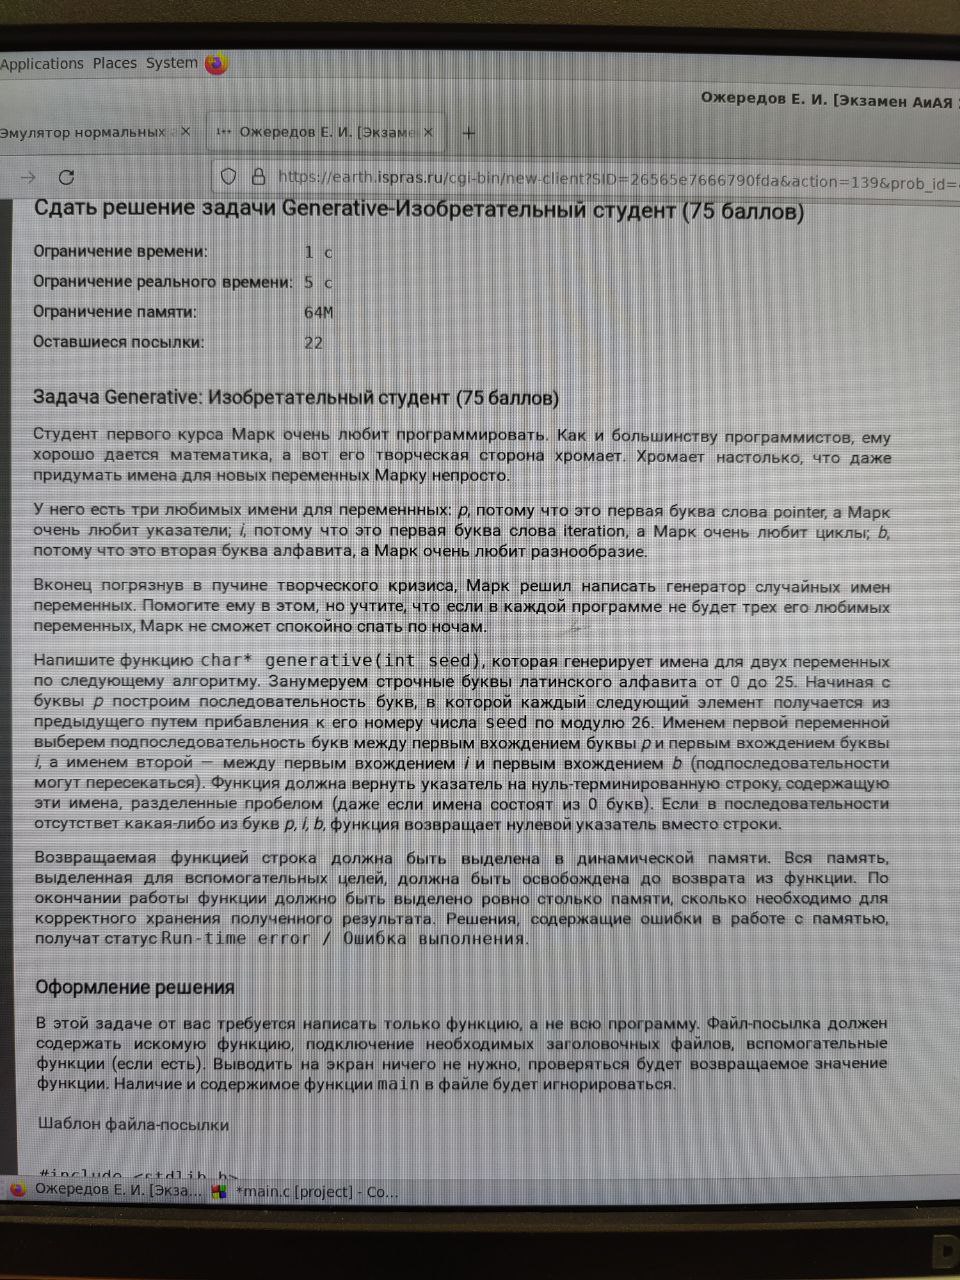 Applications Places System
Ожередов Е. И. [Экзамен АиАЯ
Эмулятор нормальных × Ожередов Е. И. [Экзаме × +
https://earth.ispras.ru/cgi-bin/new-client?SID=26565e7666790fda&action=139&prob_id=
Сдать решение задачи Generative-Изобретательный студент (75 баллов)
Ограничение времени: 1 с
Ограничение реального времени: 5 с
Ограничение памяти: 64M
Оставшиеся посылки: 22
Задача Generative: Изобретательный студент (75 баллов)
Студент первого курса Марк очень любит программировать. Как и большинству программистов, ему
хорошо дается математика, а вот его творческая сторона хромает. Хромает настолько, что даже
придумать имена для новых переменных Марку непросто.
У него есть три любимых имени для переменнных: p, потому что это первая буква слова pointer, а Марк
очень любит указатели; i, потому что это первая буква слова iteration, а Марк очень любит циклы; b,
потому что это вторая буква алфавита, а Марк очень любит разнообразие.
Вконец погрязнув в пучине творческого кризиса, Марк решил написать генератор случайных имен
переменных. Помогите ему в этом, но учтите, что если в каждой программе не будет трех его любимых
переменных, Марк не сможет спокойно спать по ночам.
Напишите функцию char* generative(int seed), которая генерирует имена для двух переменных
по следующему алгоритму. Занумеруем строчные буквы латинского алфавита от 0 до 25. Начиная с
буквы p построим последовательность букв, в которой каждый следующий элемент получается из
предыдущего путем прибавления к его номеру числа seed по модулю 26. Именем первой переменной
выберем подпоследовательность букв между первым вхождением буквы p и первым вхождением буквы
i, а именем второй — между первым вхождением i и первым вхождением b (подпоследовательности
могут пересекаться). Функция должна вернуть указатель на нуль-терминированную строку, содержащую
эти имена, разделенные пробелом (даже если имена состоят из 0 букв). Если в последовательности
отсутствет какая-либо из букв p, i, b, функция возвращает нулевой указатель вместо строки.
Возвращаемая функцией строка должна быть выделена в динамической памяти. Вся память,
выделенная для вспомогательных целей, должна быть освобождена до возврата из функции. По
окончании работы функции должно быть выделено ровно столько памяти, сколько необходимо для
корректного хранения полученного результата. Решения, содержащие ошибки в работе с памятью,
получат статус Run-time error / Ошибка выполнения.
Оформление решения
В этой задаче от вас требуется написать только функцию, а не всю программу. Файл-посылка должен
содержать искомую функцию, подключение необходимых заголовочных файлов, вспомогательные
функции (если есть). Выводить на экран ничего не нужно, проверяться будет возвращаемое значение
функции. Наличие и содержимое функции main в файле будет игнорироваться.
Шаблон файла-посылки
#include <stdlib.h>
Ожередов Е. И. [Экза... *main.c [project] - Co...